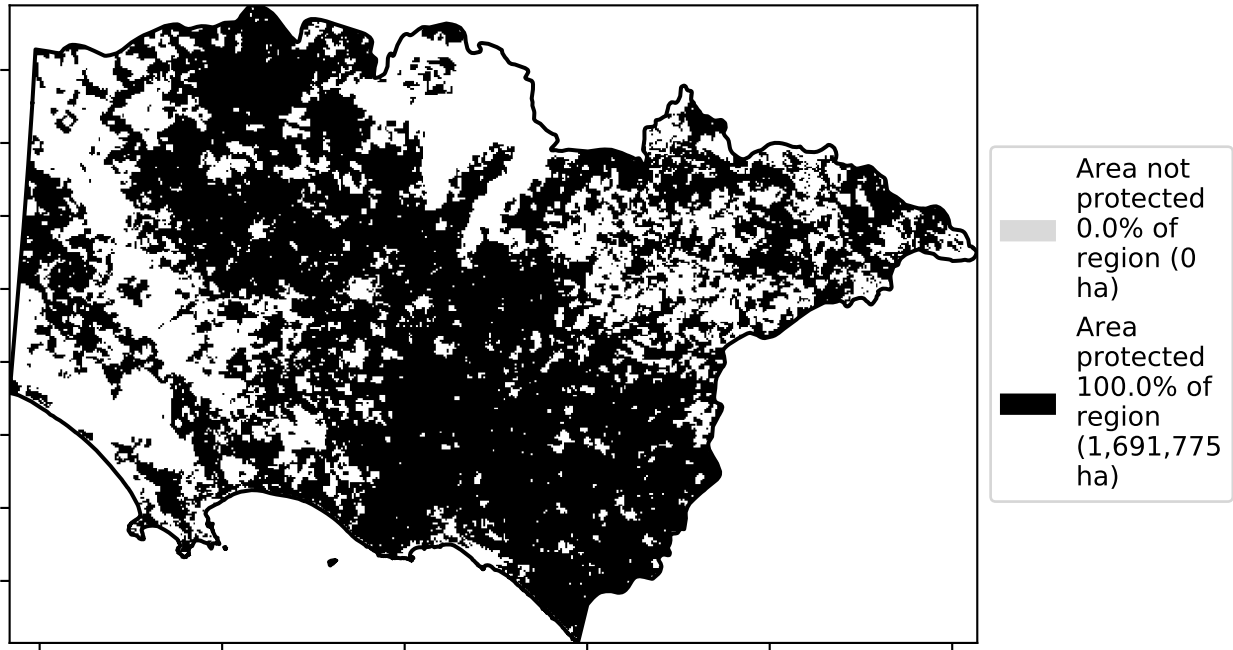 Area not
protected
0.0% of
region (0
ha)
Area
protected
100.0% of
region
(1,691,775
ha)